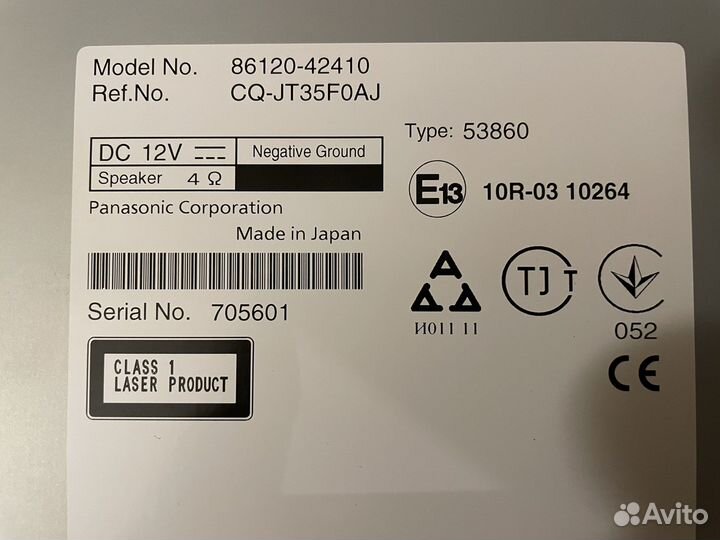 Model No. 86120-42410
Ref.No. CQ-JT35F0AJ
DC 12V Negative Ground
Speaker 4 Ω
Type: 53860
E13 10R-03 10264
Panasonic Corporation
Made in Japan
Serial No. 705601
И011 11
TJ T
052
CE
CLASS 1
LASER PRODUCT
Avito